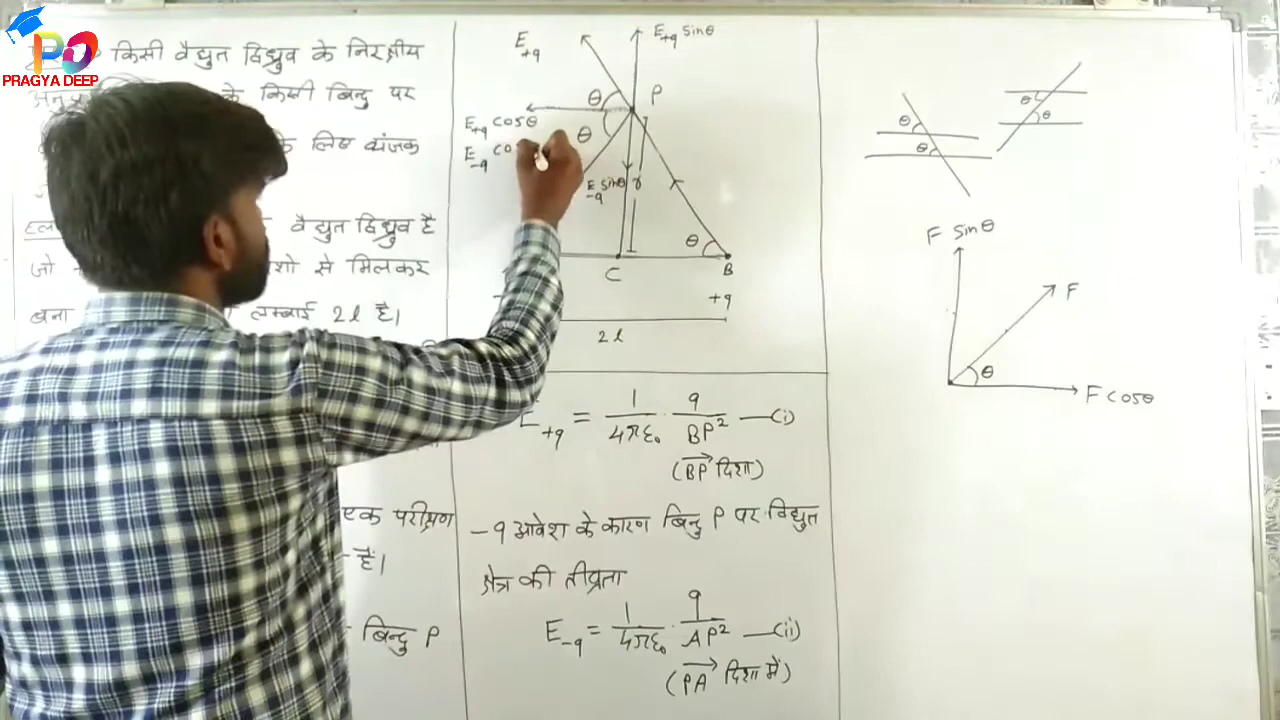 PRAGYA DEEP
किसी वैद्युत द्विध्रुव के निरक्षीय
के किसी बिन्दु पर
के लिए व्यंजक
वैद्युत द्विध्रुव है
जो
से मिलकर
बना
लम्बाई 2l है।
एक परीक्षण
है।
बिन्दु P
E+q
E+q sinθ
θ
P
E+q cosθ
θ
E-q
E-q sinθ
r
θ
C
B
+q
2l
E+q = 1/4πε₀ · q/BP² —(i)
(BP→ दिशा)
-q आवेश के कारण बिन्दु P पर विद्युत
क्षेत्र की तीव्रता
E-q = 1/4πε₀ · q/AP² —(ii)
(PA→ दिशा में)
θ
θ
θ
θ
F sinθ
F
θ
F cosθ